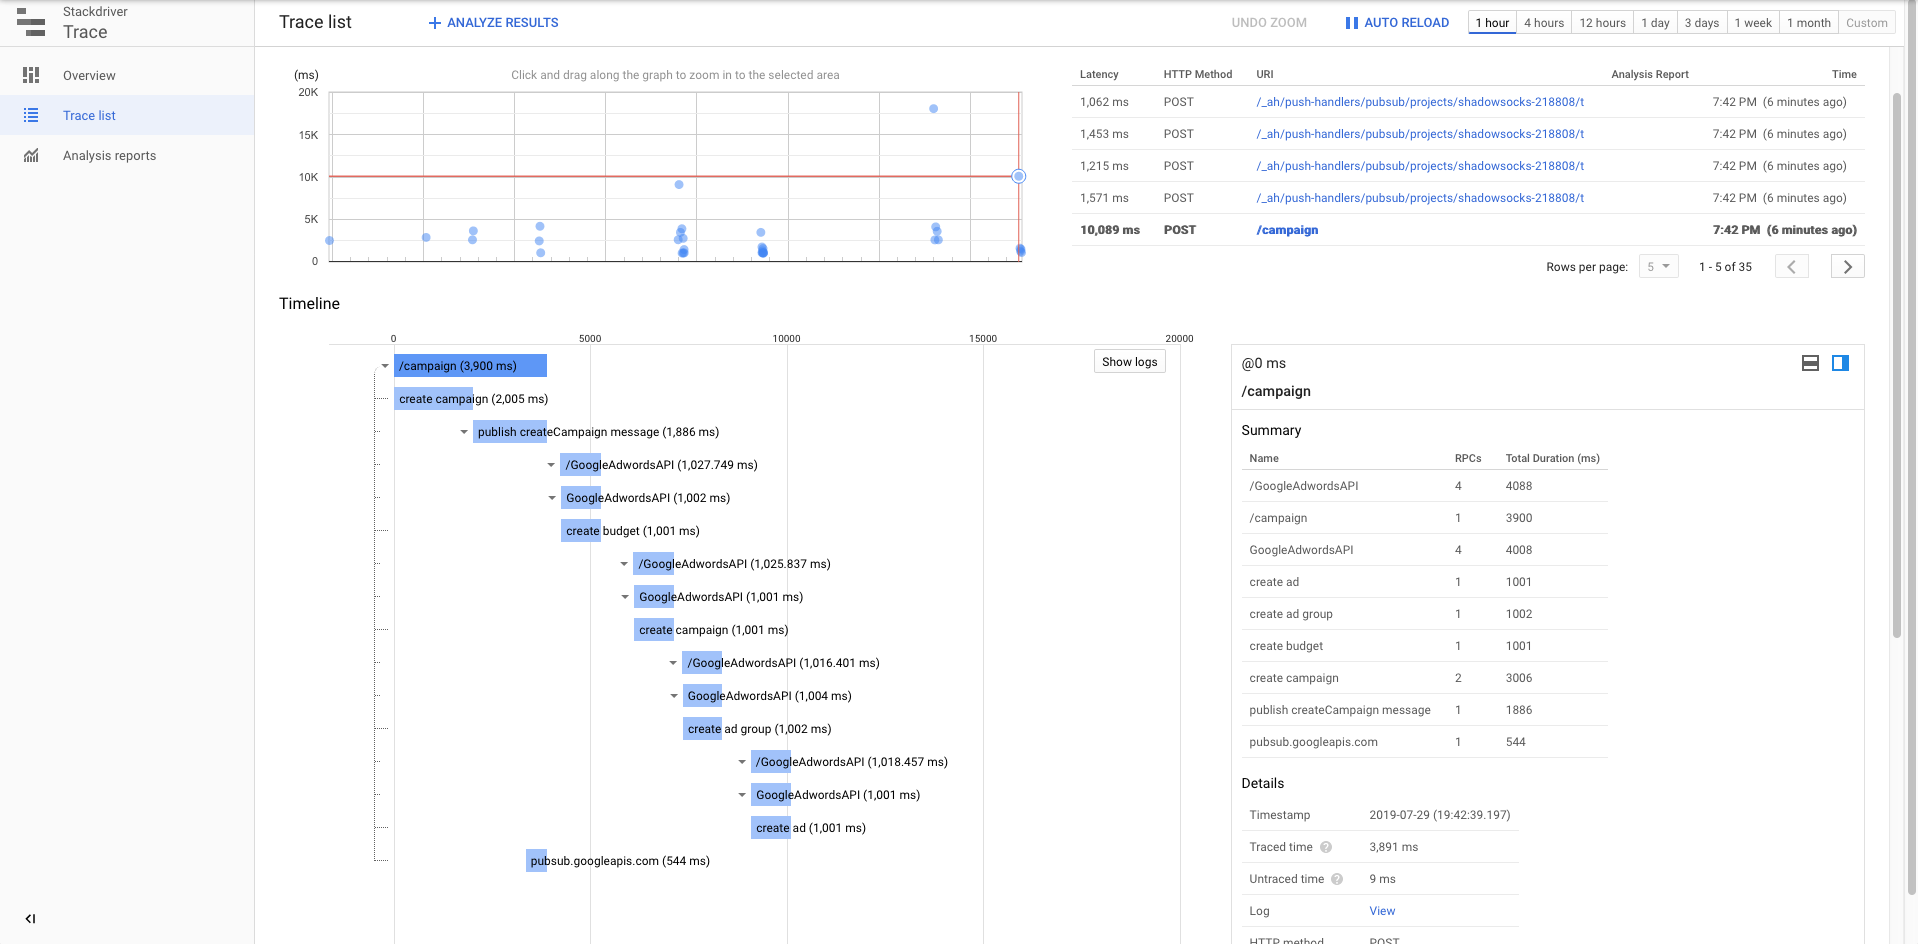 Stackdriver
Trace
Overview
Trace list
Analysis reports
Trace list
ANALYZE RESULTS
UNDO ZOOM
AUTO RELOAD
1 hour
4 hours
12 hours
1 day
3 days
1 week
1 month
Custom
(ms)
Click and drag along the graph to zoom in to the selected area
20K
15K
10K
5K
0
Latency HTTP Method URI Analysis Report Time
1,062 ms POST /_ah/push-handlers/pubsub/projects/shadowsocks-218808/t 7:42 PM (6 minutes ago)
1,453 ms POST /_ah/push-handlers/pubsub/projects/shadowsocks-218808/t 7:42 PM (6 minutes ago)
1,215 ms POST /_ah/push-handlers/pubsub/projects/shadowsocks-218808/t 7:42 PM (6 minutes ago)
1,571 ms POST /_ah/push-handlers/pubsub/projects/shadowsocks-218808/t 7:42 PM (6 minutes ago)
10,089 ms POST /campaign 7:42 PM (6 minutes ago)
Rows per page: 5 1 - 5 of 35
Timeline
0 5000 10000 15000 20000
Show logs
/campaign (3,900 ms)
create campaign (2,005 ms)
publish createCampaign message (1,886 ms)
/GoogleAdwordsAPI (1,027.749 ms)
GoogleAdwordsAPI (1,002 ms)
create budget (1,001 ms)
/GoogleAdwordsAPI (1,025.837 ms)
GoogleAdwordsAPI (1,001 ms)
create campaign (1,001 ms)
/GoogleAdwordsAPI (1,016.401 ms)
GoogleAdwordsAPI (1,004 ms)
create ad group (1,002 ms)
/GoogleAdwordsAPI (1,018.457 ms)
GoogleAdwordsAPI (1,001 ms)
create ad (1,001 ms)
pubsub.googleapis.com (544 ms)
@0 ms
/campaign
Summary
Name RPCs Total Duration (ms)
/GoogleAdwordsAPI 4 4088
/campaign 1 3900
GoogleAdwordsAPI 4 4008
create ad 1 1001
create ad group 1 1002
create budget 1 1001
create campaign 2 3006
publish createCampaign message 1 1886
pubsub.googleapis.com 1 544
Details
Timestamp 2019-07-29 (19:42:39.197)
Traced time ? 3,891 ms
Untraced time ? 9 ms
Log View
HTTP method POST